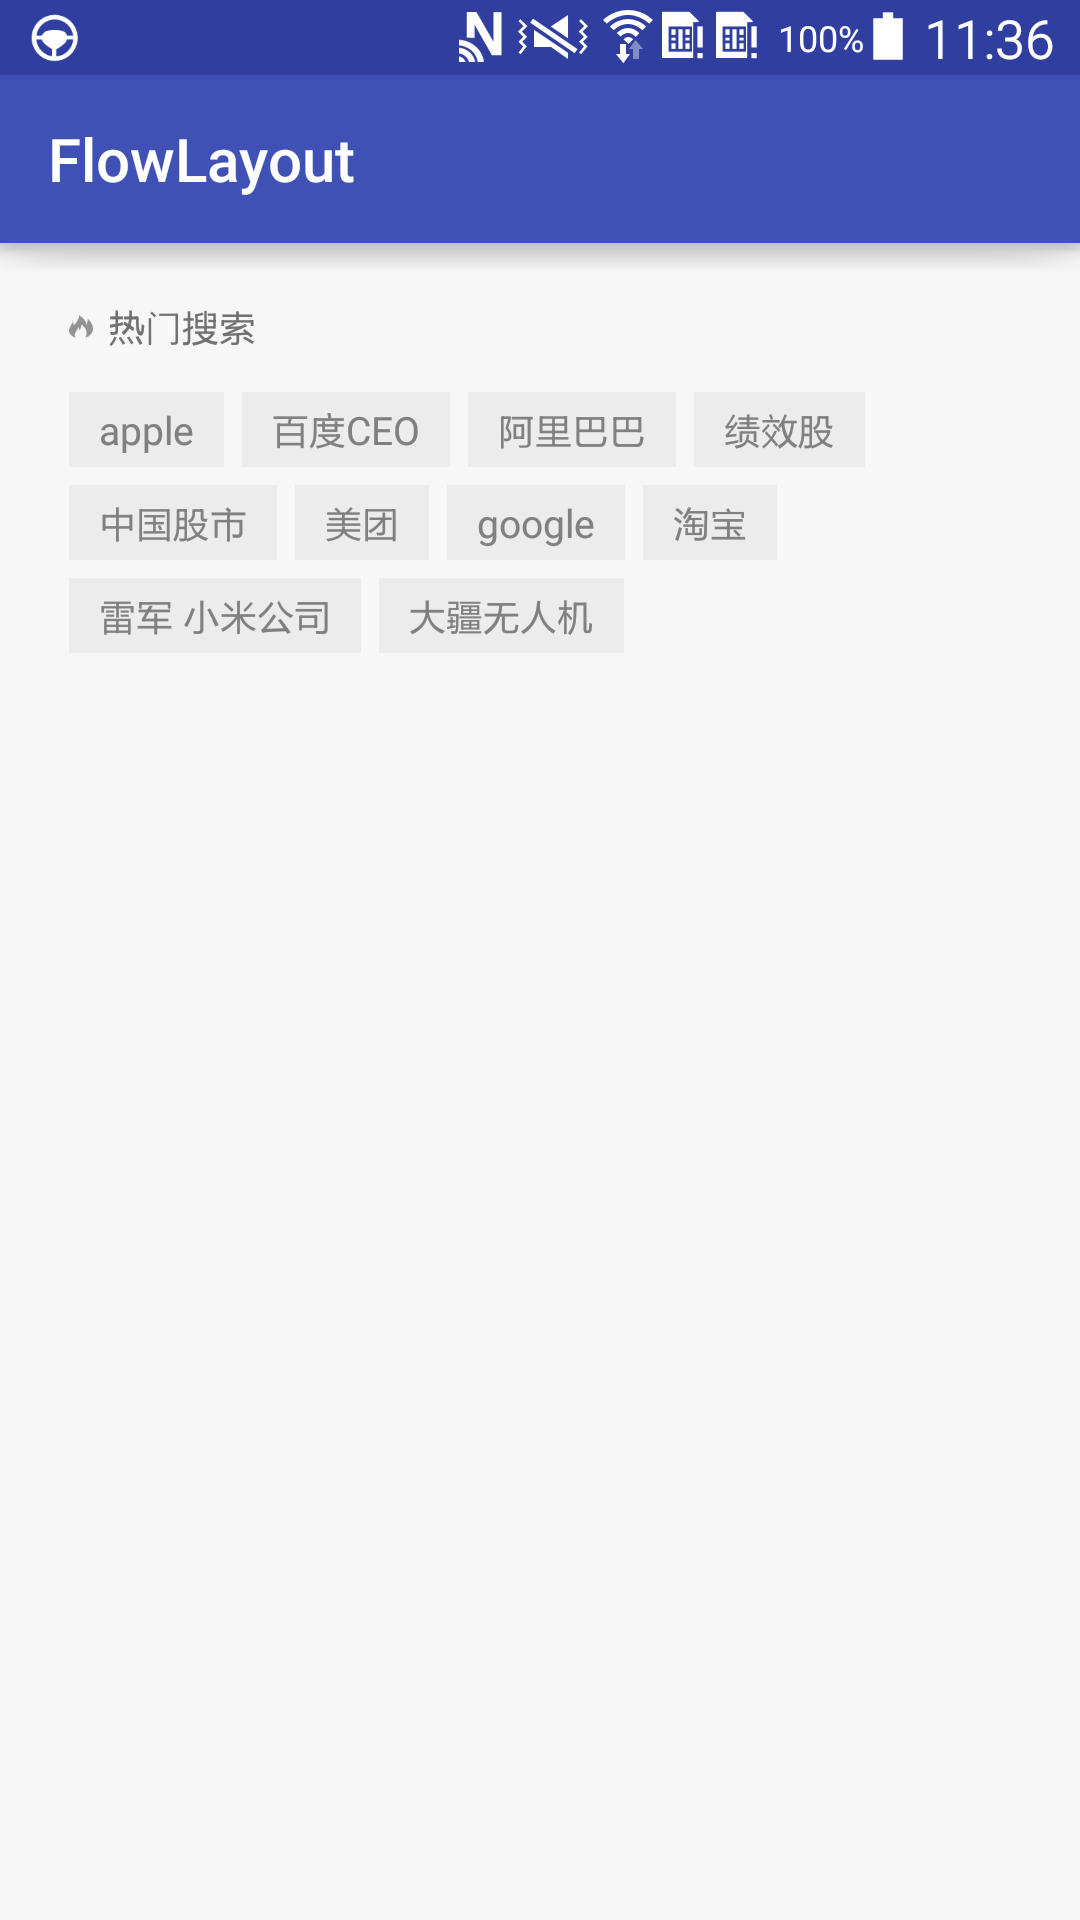 100% 11:36
FlowLayout
热门搜索
apple 百度CEO 阿里巴巴 绩效股
中国股市 美团 google 淘宝
雷军 小米公司 大疆无人机